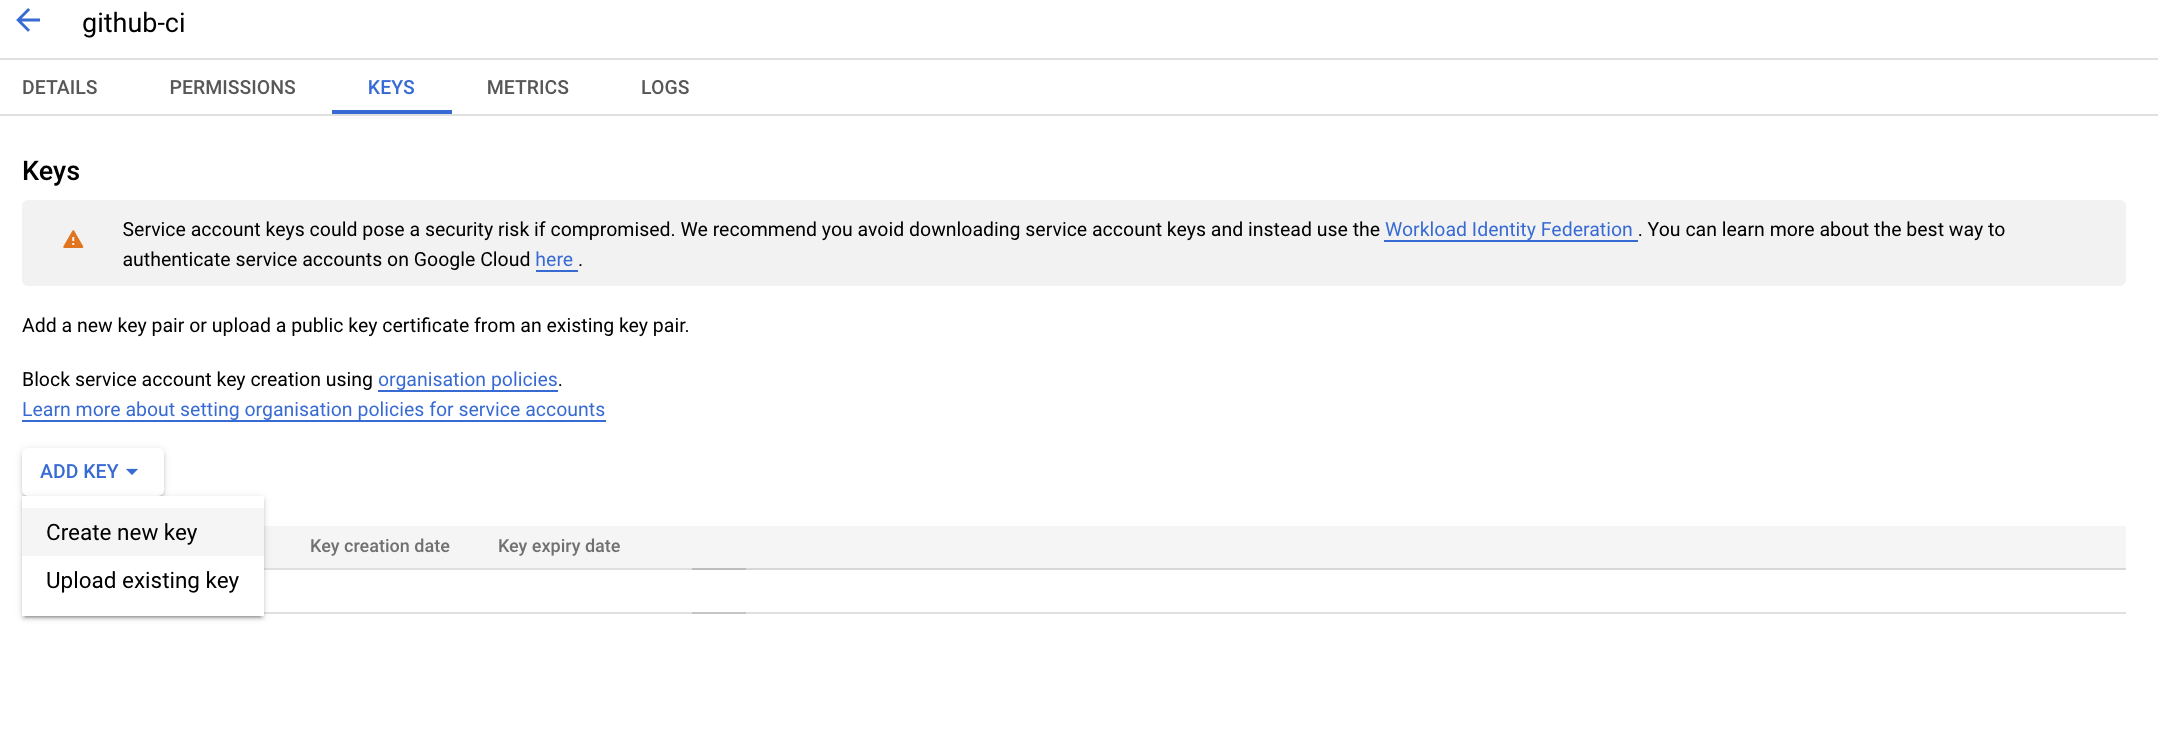 github-ci
DETAILS PERMISSIONS KEYS METRICS LOGS
Keys
Service account keys could pose a security risk if compromised. We recommend you avoid downloading service account keys and instead use the Workload Identity Federation . You can learn more about the best way to
authenticate service accounts on Google Cloud here .
Add a new key pair or upload a public key certificate from an existing key pair.
Block service account key creation using organisation policies.
Learn more about setting organisation policies for service accounts
ADD KEY
Create new key
Key creation date Key expiry date
Upload existing key